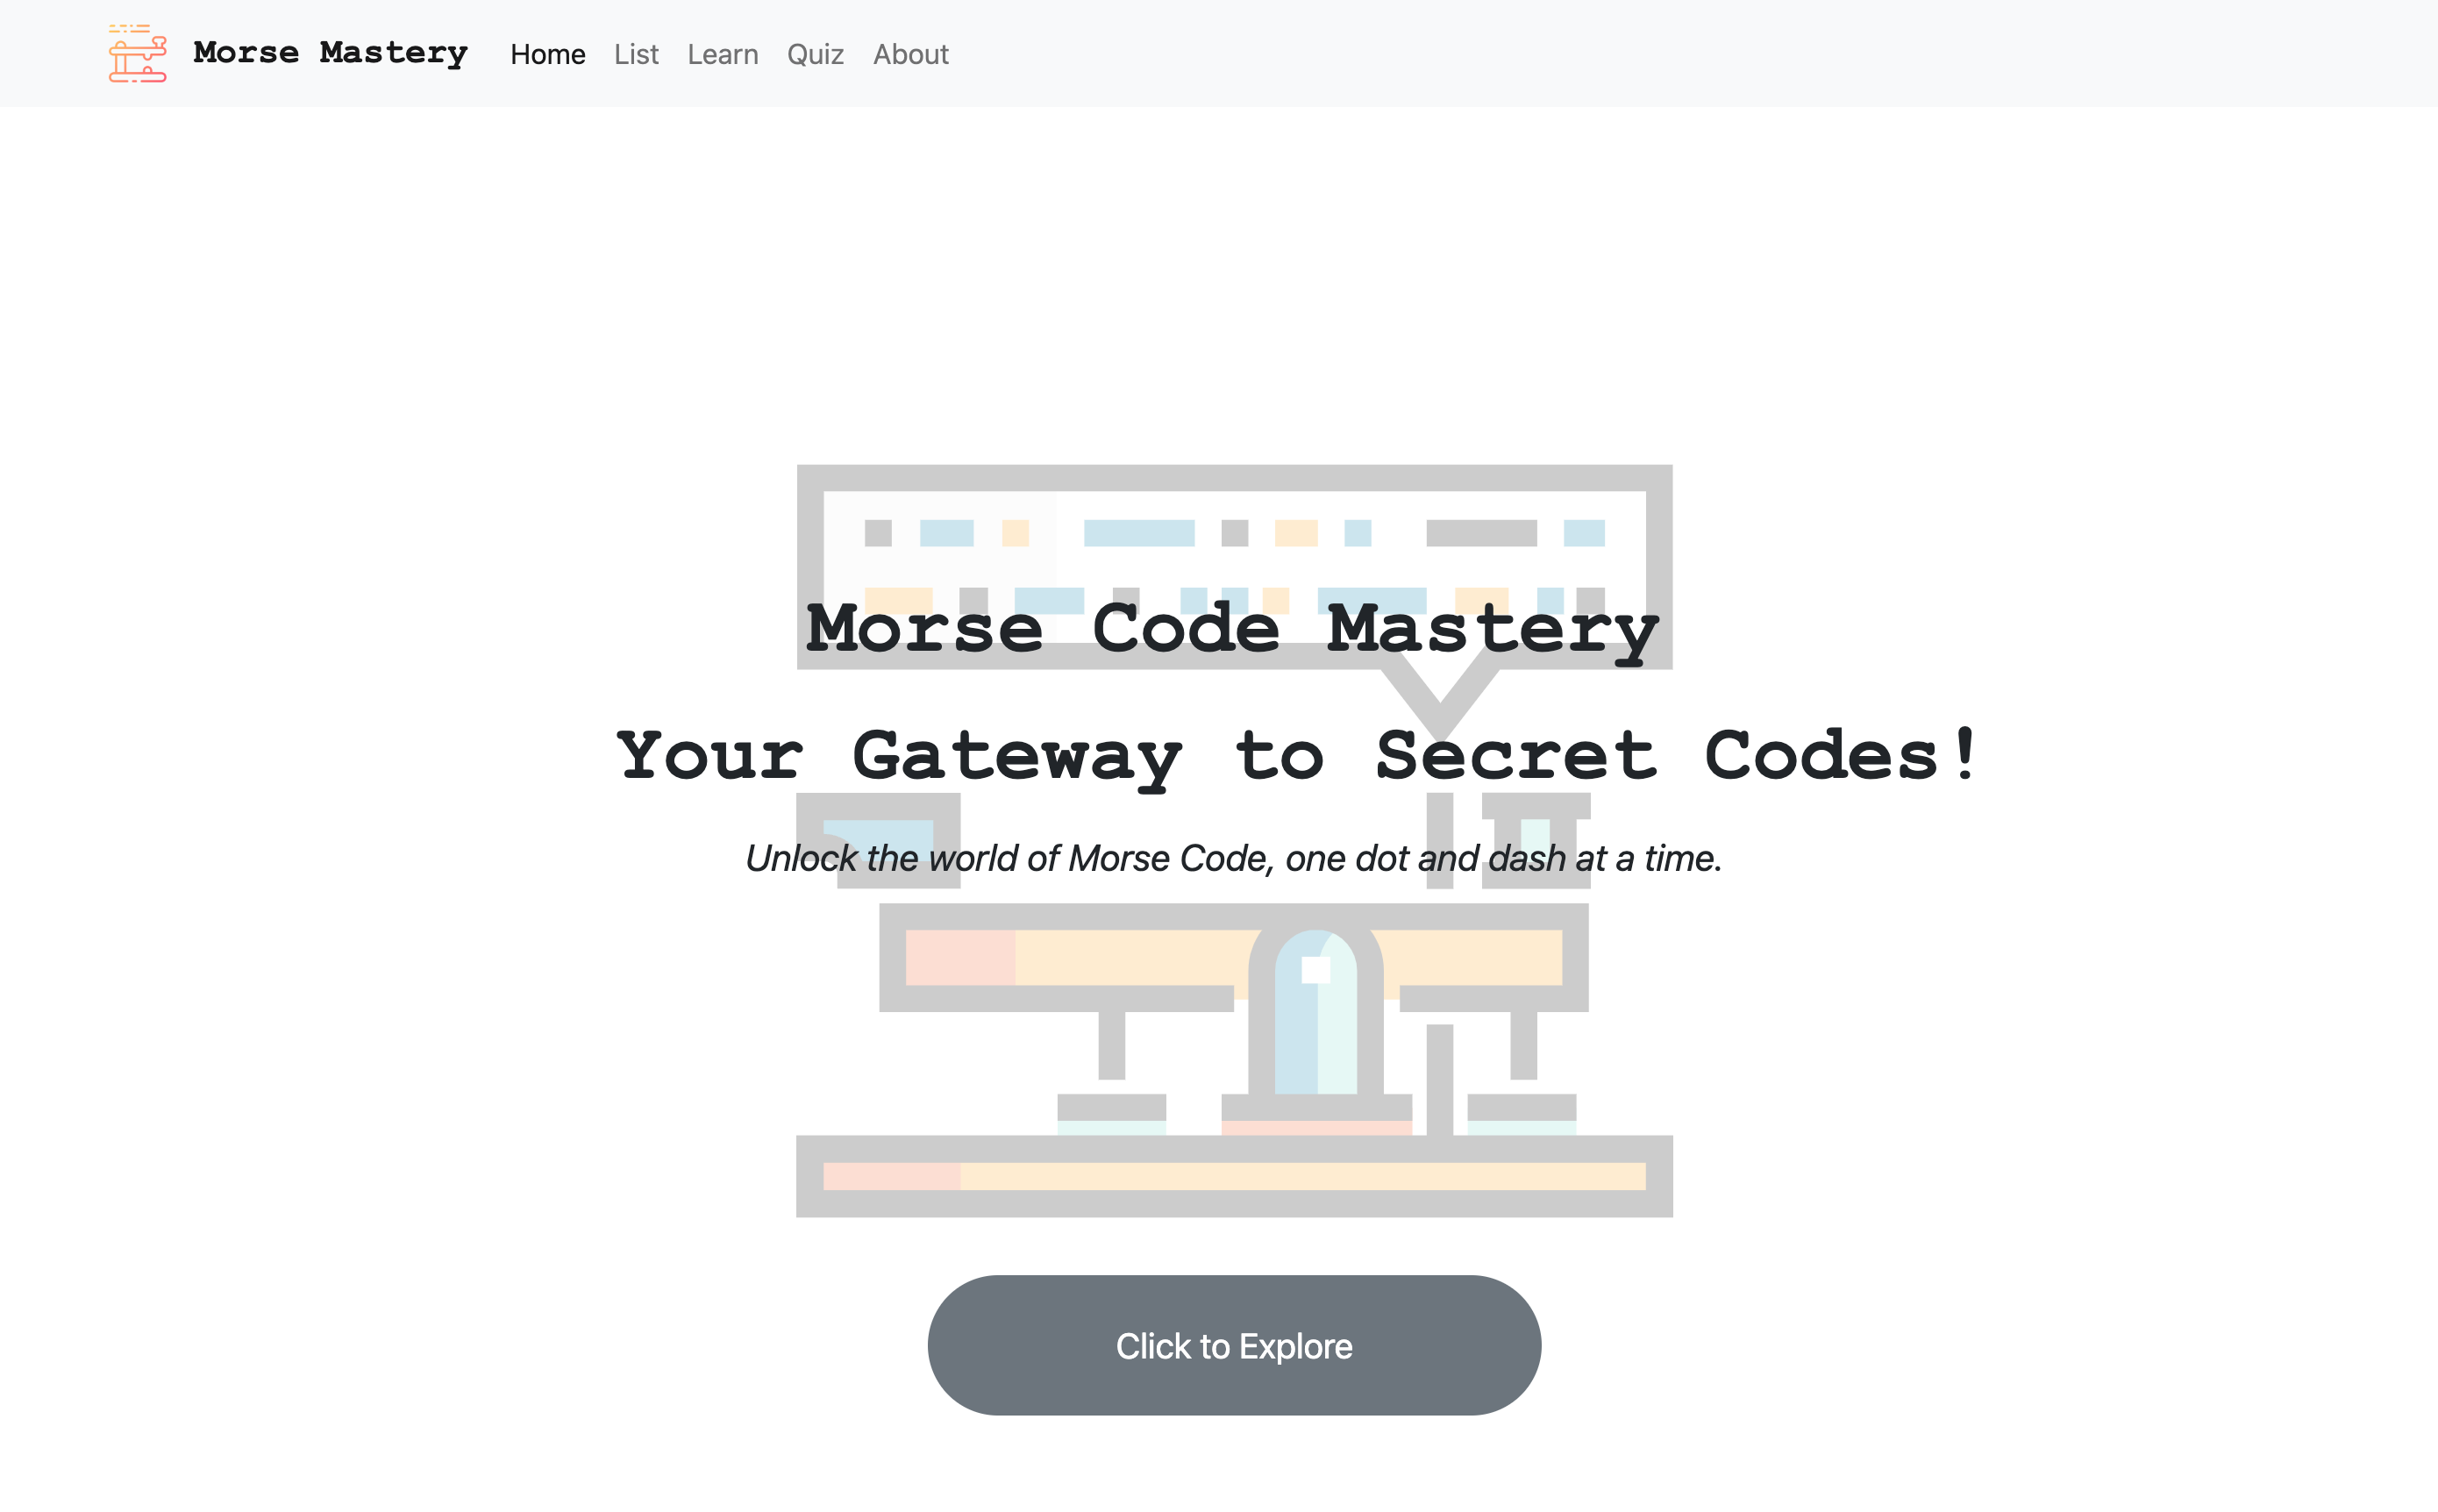 Morse Mastery Home List Learn Quiz About
Morse Code Mastery
Your Gateway to Secret Codes!
Unlock the world of Morse Code, one dot and dash at a time.
Click to Explore